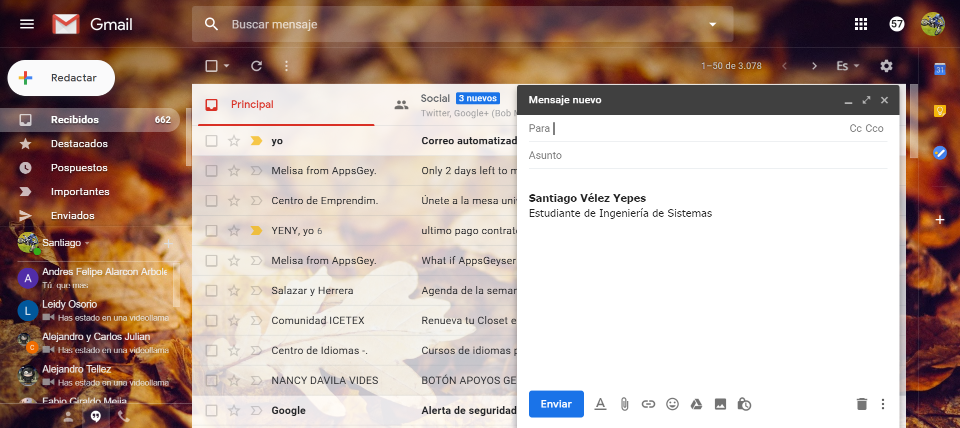 Gmail
Buscar mensaje
57
Redactar
1–50 de 3.078
Es
31
Recibidos 662
Destacados
Pospuestos
Importantes
Enviados
Santiago
A
Andres Felipe Alarcon Arbole
Tú: que mas
L
Leidy Osorio
Has estado en una videollama
C
Alejandro y Carlos Julian
Has estado en una videollama
Alejandro Tellez
Has estado en una videollama
Fabio Giraldo Mejia
Principal
Social 3 nuevos
Twitter, Google+ (Bob M
yo Correo automatizad
Melisa from AppsGey. Only 2 days left to m
Centro de Emprendim. Únete a la mesa uni
YENY, yo 6 ultimo pago contrat
Melisa from AppsGey. What if AppsGeyser
Salazar y Herrera Agenda de la semar
Comunidad ICETEX Renueva tu Closet e
Centro de Idiomas -. Cursos de idiomas p
NANCY DAVILA VIDES BOTÓN APOYOS GE
Google Alerta de seguridad
Mensaje nuevo
Para Cc Cco
Asunto
Santiago Vélez Yepes
Estudiante de Ingeniería de Sistemas
Enviar